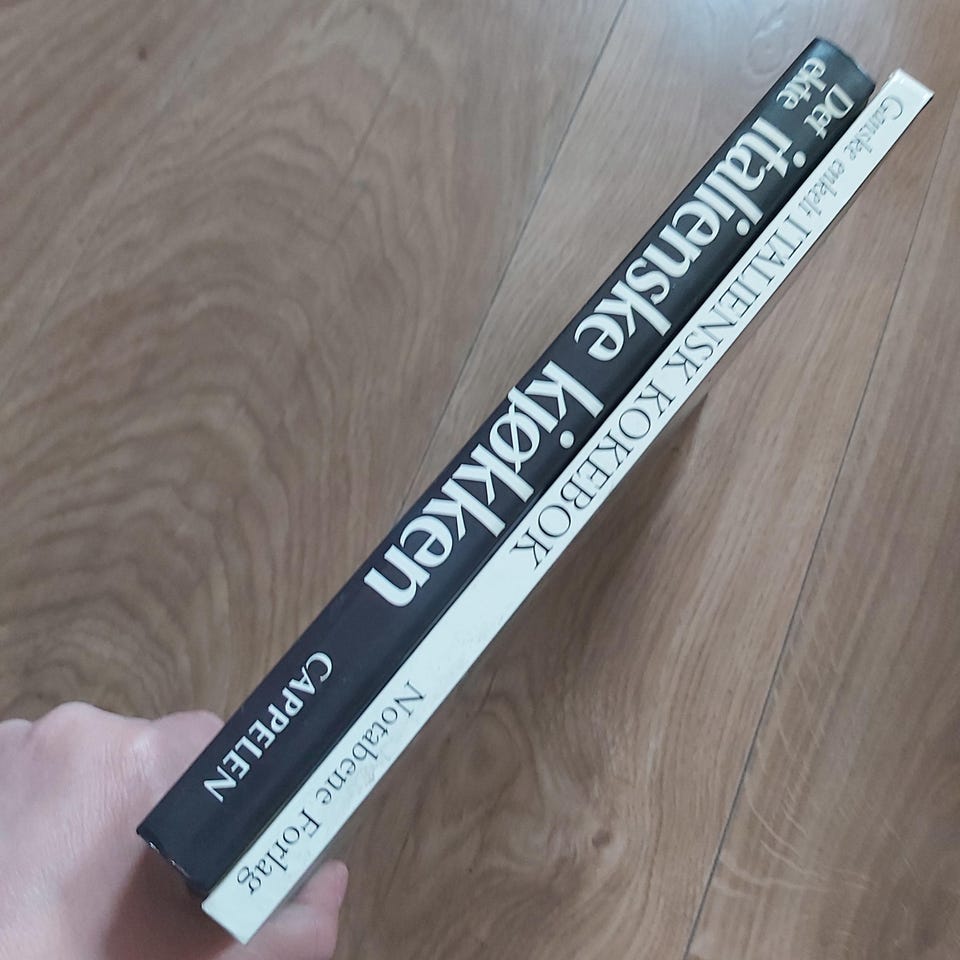 Det
ekte
italienske kjøkken
CAPPELEN
Ganske enkelt ITALIENSK KOKEBOK
Notabene Forlag